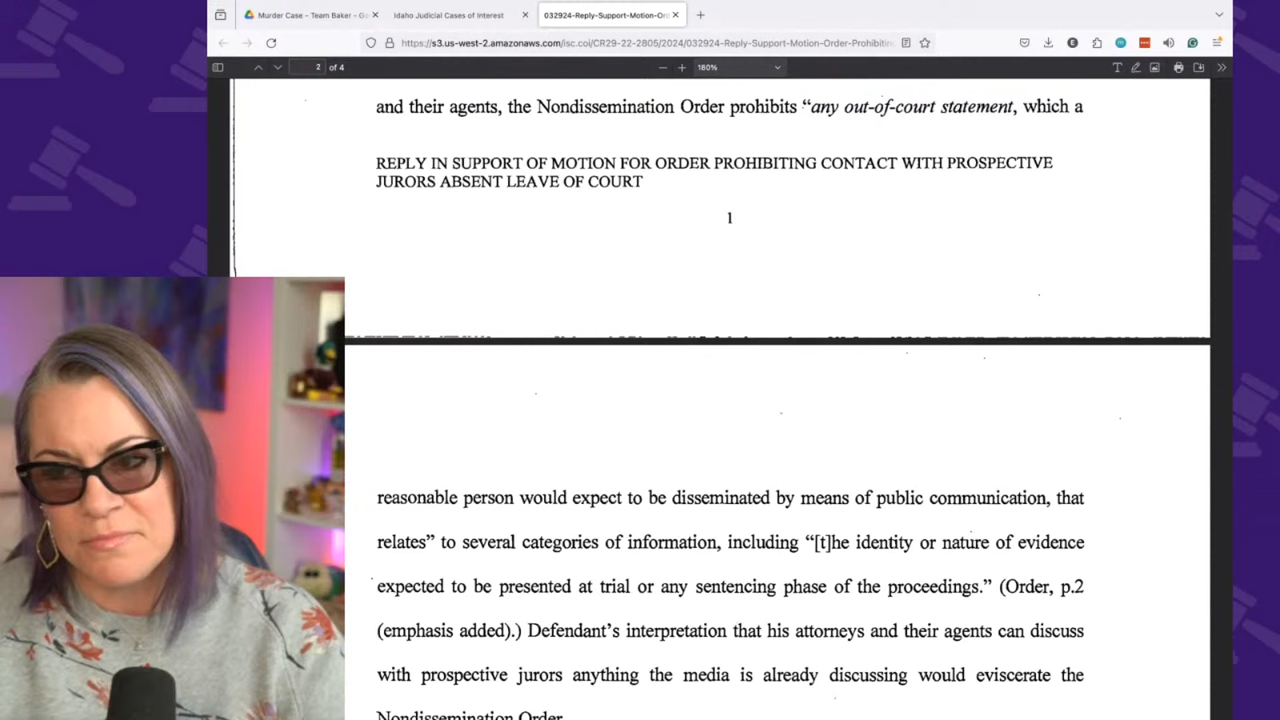 Murder Case - Team Baker - Go
Idaho Judicial Cases of Interest
032924-Reply-Support-Motion-Or
https://s3.us-west-2.amazonaws.com/isc.coi/CR29-22-2805/2024/032924-Reply-Support-Motion-Order-Prohibitin
2 of 4
180%
and their agents, the Nondissemination Order prohibits “any out-of-court statement, which a
REPLY IN SUPPORT OF MOTION FOR ORDER PROHIBITING CONTACT WITH PROSPECTIVE
JURORS ABSENT LEAVE OF COURT
1
reasonable person would expect to be disseminated by means of public communication, that
relates” to several categories of information, including “[t]he identity or nature of evidence
expected to be presented at trial or any sentencing phase of the proceedings.” (Order, p.2
(emphasis added).) Defendant’s interpretation that his attorneys and their agents can discuss
with prospective jurors anything the media is already discussing would eviscerate the
Nondissemination Order.